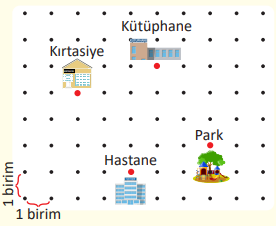 Kütüphane
Kırtasiye
Park
Hastane
1 birim
1 birim